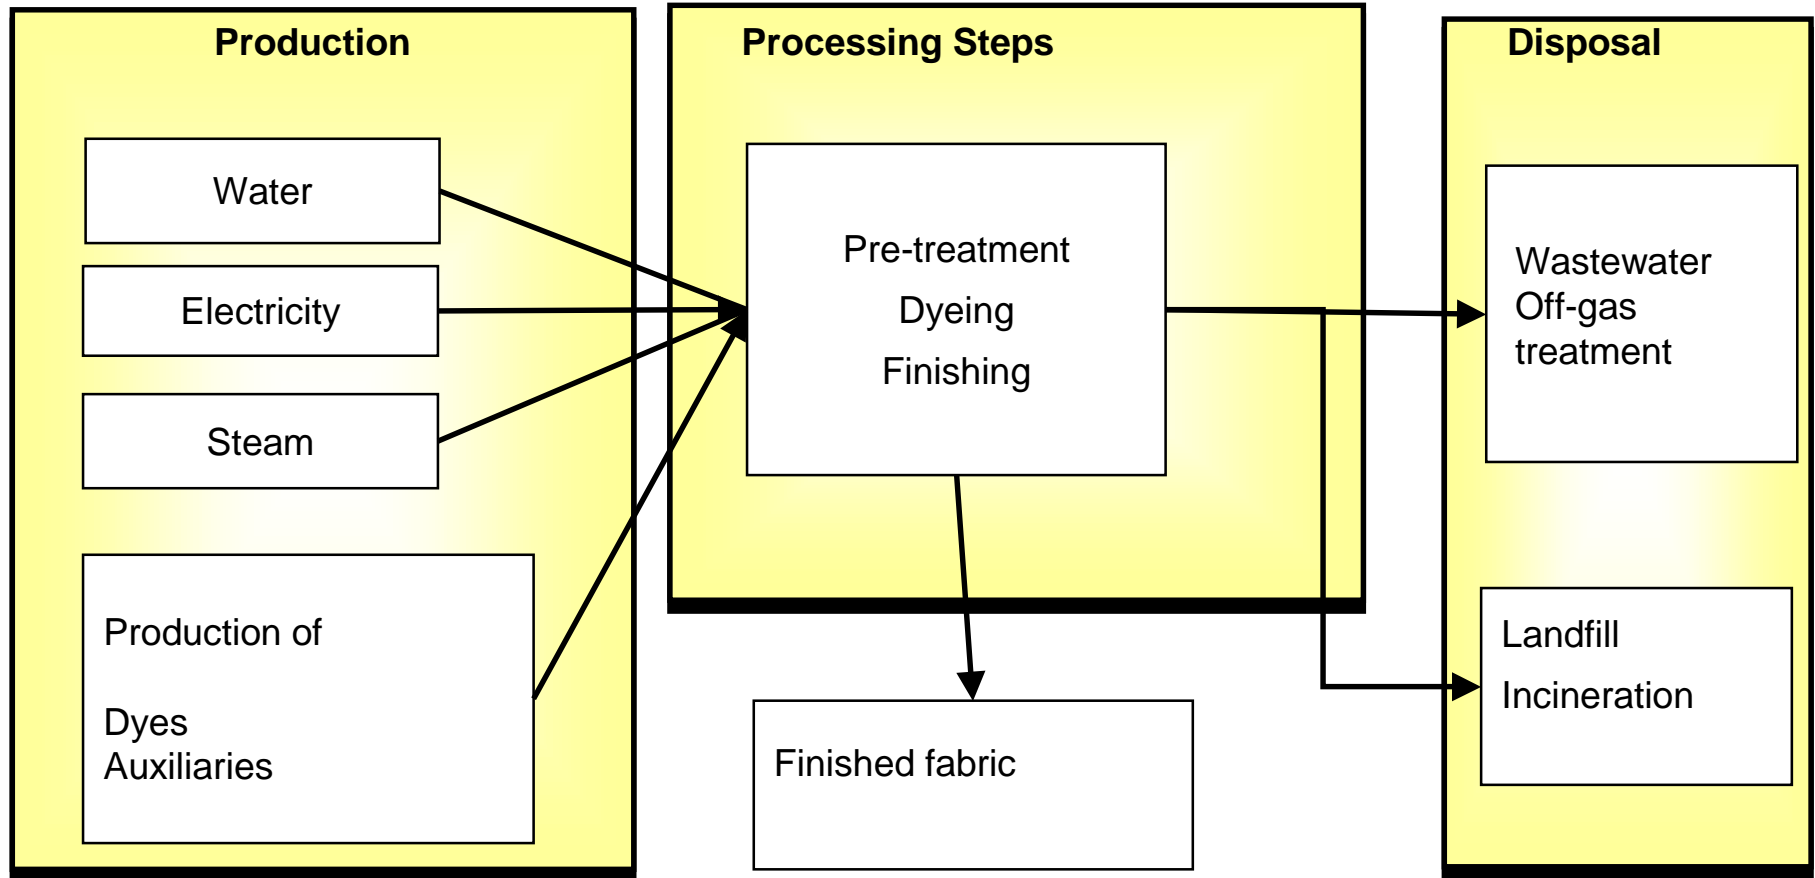 Production
Water
Electricity
Steam
Production of
Dyes
Auxiliaries
Processing Steps
Pre-treatment
Dyeing
Finishing
Finished fabric
Disposal
Wastewater
Off-gas
treatment
Landfill
Incineration